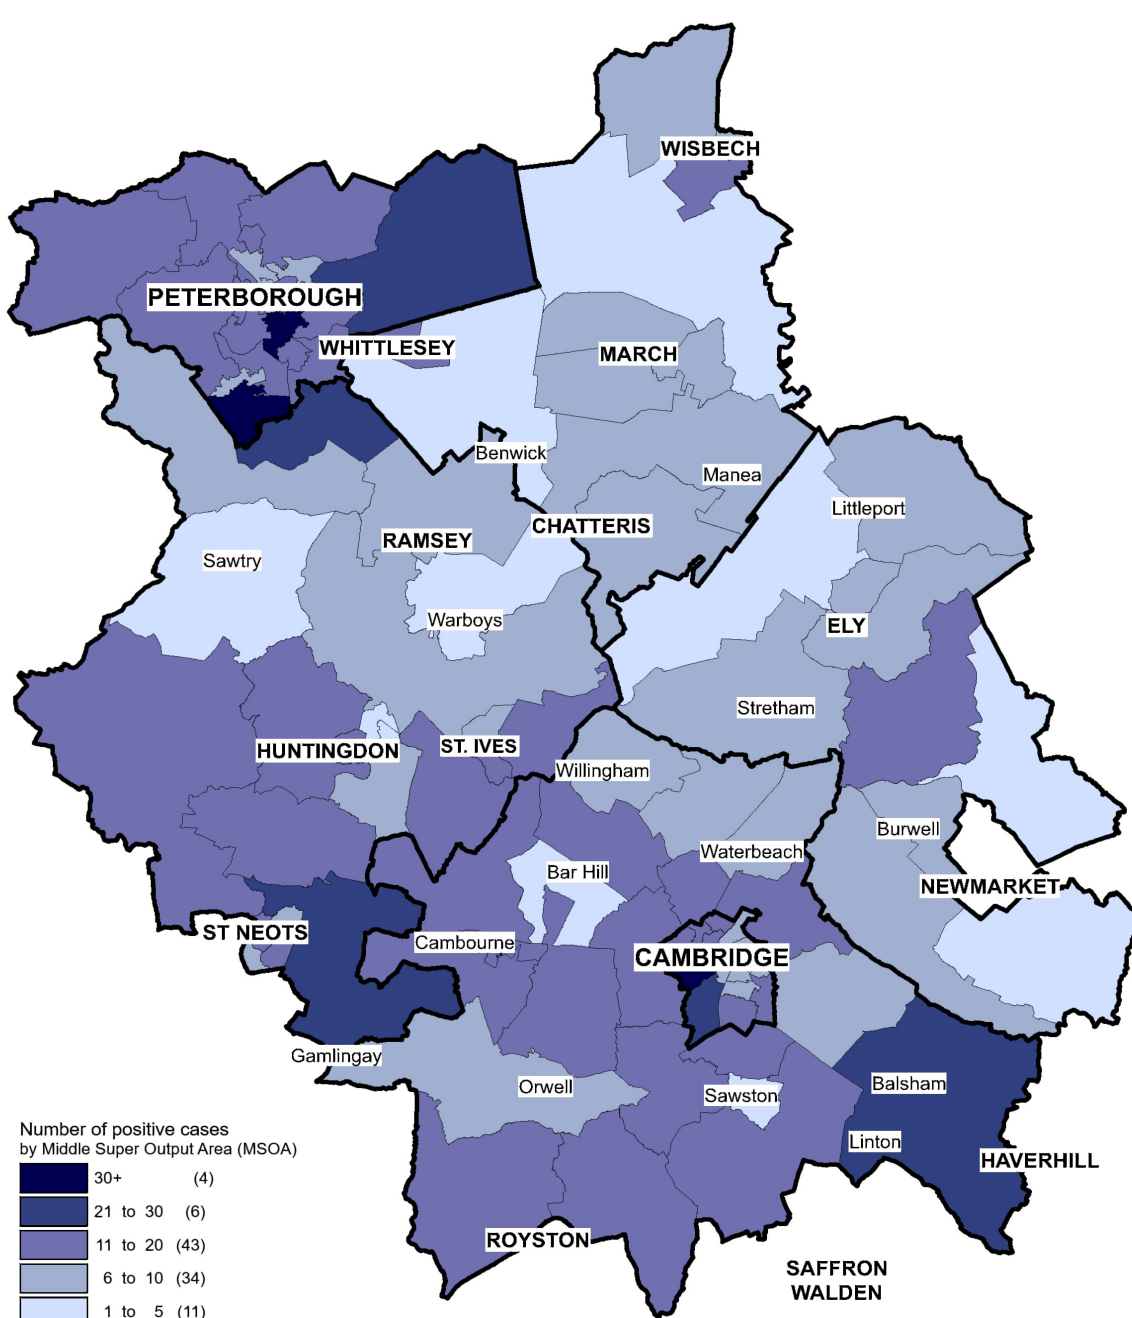 WISBECH
PETERBOROUGH
WHITTLESEY
MARCH
Benwick
Manea
Littleport
CHATTERIS
RAMSEY
Sawtry
Warboys
ELY
Stretham
HUNTINGDON
ST. IVES
Willingham
Burwell
Waterbeach
Bar Hill
NEWMARKET
ST NEOTS
Cambourne
CAMBRIDGE
Gamlingay
Orwell
Sawston
Balsham
Linton
HAVERHILL
ROYSTON
SAFFRON
WALDEN
Number of positive cases
by Middle Super Output Area (MSOA)
30+ (4)
21 to 30 (6)
11 to 20 (43)
6 to 10 (34)
1 to 5 (11)